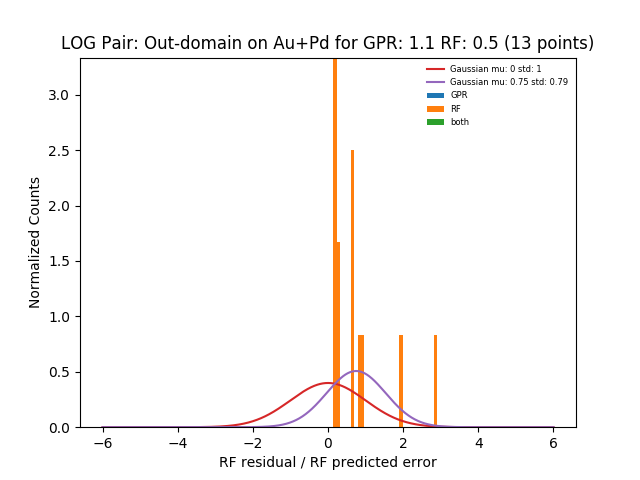 LOG Pair: Out-domain on Au+Pd for GPR: 1.1 RF: 0.5 (13 points)
Gaussian mu: 0 std: 1
Gaussian mu: 0.75 std: 0.79
GPR
RF
both
Normalized Counts
3.0
2.5
2.0
1.5
1.0
0.5
0.0
−6 −4 −2 0 2 4 6
RF residual / RF predicted error